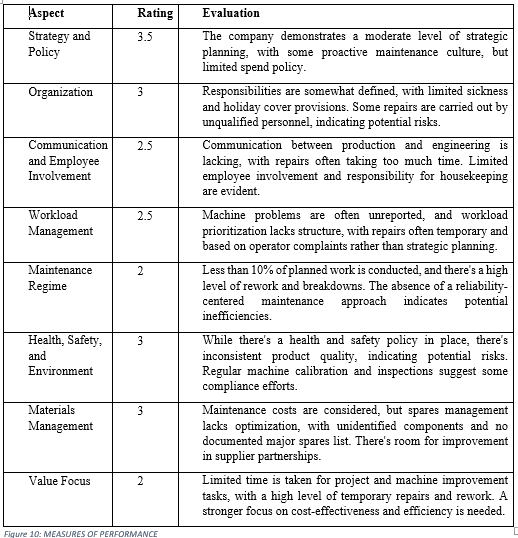 Aspect Rating Evaluation
Strategy and 3.5 The company demonstrates a moderate level of strategic
Policy planning, with some proactive maintenance culture, but
limited spend policy.
Organization 3 Responsibilities are somewhat defined, with limited sickness
and holiday cover provisions. Some repairs are carried out by
unqualified personnel, indicating potential risks.
Communication 2.5 Communication between production and engineering is
and Employee lacking, with repairs often taking too much time. Limited
Involvement employee involvement and responsibility for housekeeping
are evident.
Workload 2.5 Machine problems are often unreported, and workload
Management prioritization lacks structure, with repairs often temporary and
based on operator complaints rather than strategic planning.
Maintenance 2 Less than 10% of planned work is conducted, and there's a high
Regime level of rework and breakdowns. The absence of a reliability-
centered maintenance approach indicates potential
inefficiencies.
Health, Safety, 3 While there's a health and safety policy in place, there's
and inconsistent product quality, indicating potential risks.
Environment Regular machine calibration and inspections suggest some
compliance efforts.
Materials 3 Maintenance costs are considered, but spares management
Management lacks optimization, with unidentified components and no
documented major spares list. There's room for improvement
in supplier partnerships.
Value Focus 2 Limited time is taken for project and machine improvement
tasks, with a high level of temporary repairs and rework. A
stronger focus on cost-effectiveness and efficiency is needed.
Figure 10: MEASURES OF PERFORMANCE